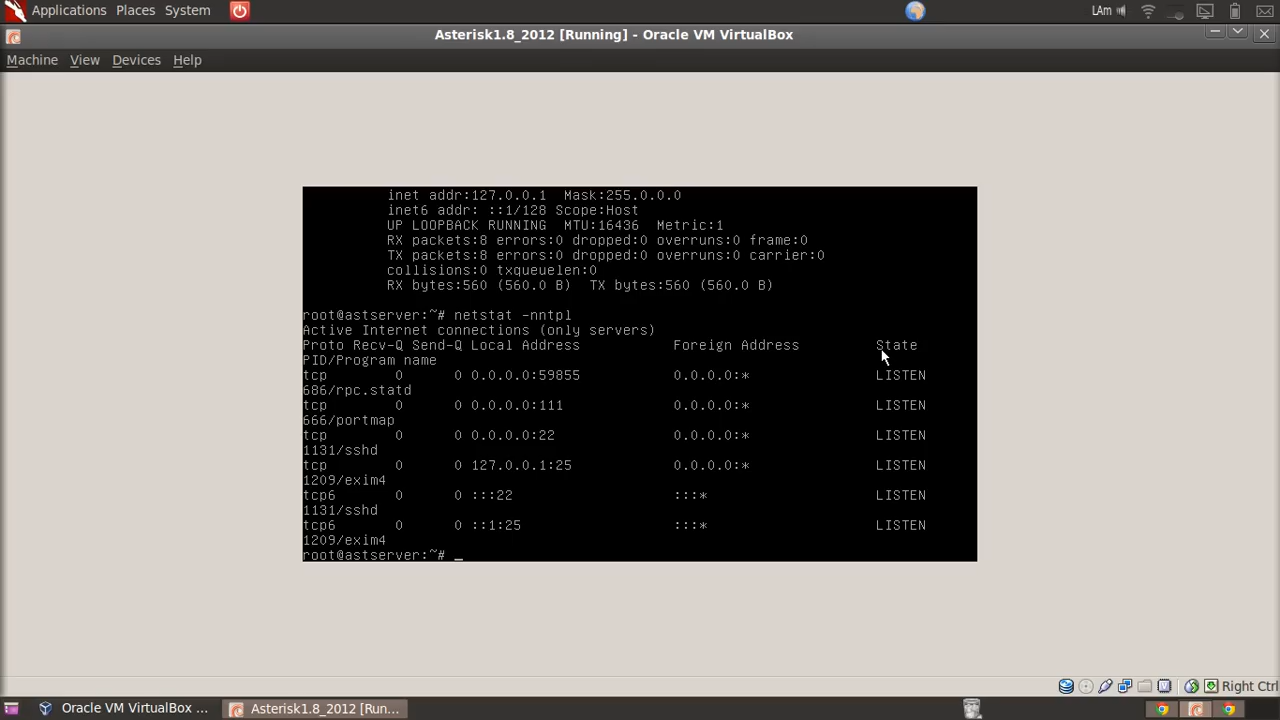 Applications Places System LAm
Asterisk1.8_2012 [Running] - Oracle VM VirtualBox
Machine View Devices Help
inet addr:127.0.0.1 Mask:255.0.0.0
inet6 addr: ::1/128 Scope:Host
UP LOOPBACK RUNNING MTU:16436 Metric:1
RX packets:8 errors:0 dropped:0 overruns:0 frame:0
TX packets:8 errors:0 dropped:0 overruns:0 carrier:0
collisions:0 txqueuelen:0
RX bytes:560 (560.0 B) TX bytes:560 (560.0 B)
root@astserver:~# netstat -nntpl
Active Internet connections (only servers)
Proto Recv-Q Send-Q Local Address Foreign Address State
PID/Program name
tcp 0 0 0.0.0.0:59855 0.0.0.0:* LISTEN
686/rpc.statd
tcp 0 0 0.0.0.0:111 0.0.0.0:* LISTEN
666/portmap
tcp 0 0 0.0.0.0:22 0.0.0.0:* LISTEN
1131/sshd
tcp 0 0 127.0.0.1:25 0.0.0.0:* LISTEN
1209/exim4
tcp6 0 0 :::22 :::* LISTEN
1131/sshd
tcp6 0 0 ::1:25 :::* LISTEN
1209/exim4
root@astserver:~# _
Right Ctrl
Oracle VM VirtualBox ... Asterisk1.8_2012 [Run...